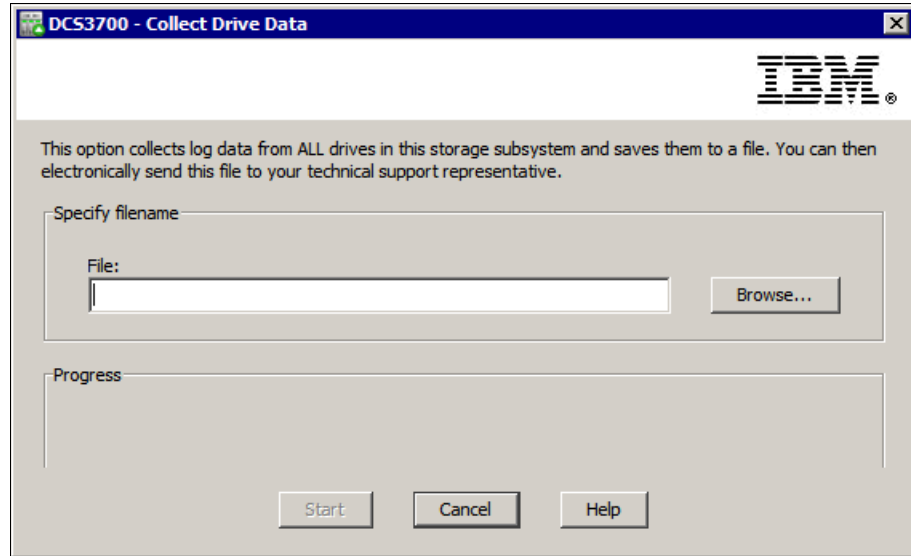 DCS3700 - Collect Drive Data
IBM®
This option collects log data from ALL drives in this storage subsystem and saves them to a file. You can then
electronically send this file to your technical support representative.
Specify filename
File:
Browse...
Progress
Start
Cancel
Help